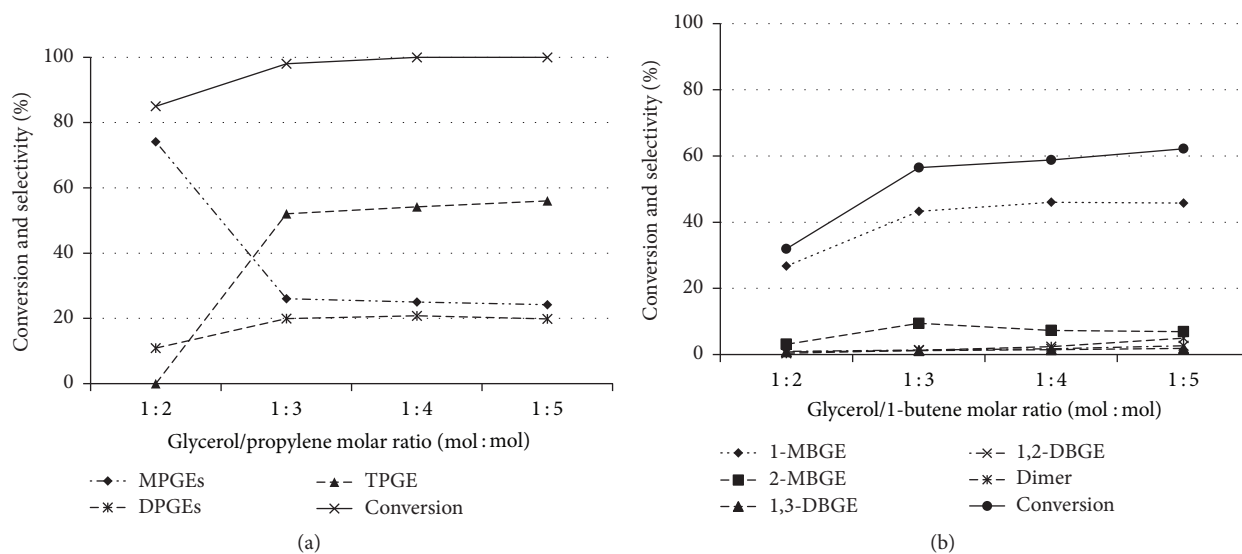 Conversion and selectivity (%)
100
80
60
40
20
0
1 : 2
1 : 3
1 : 4
1 : 5
Glycerol/propylene molar ratio (mol : mol)
MPGEs
TPGE
DPGEs
Conversion
(a)
Conversion and selectivity (%)
100
80
60
40
20
0
1 : 2
1 : 3
1 : 4
1 : 5
Glycerol/1-butene molar ratio (mol : mol)
1-MBGE
1,2-DBGE
2-MBGE
Dimer
1,3-DBGE
Conversion
(b)